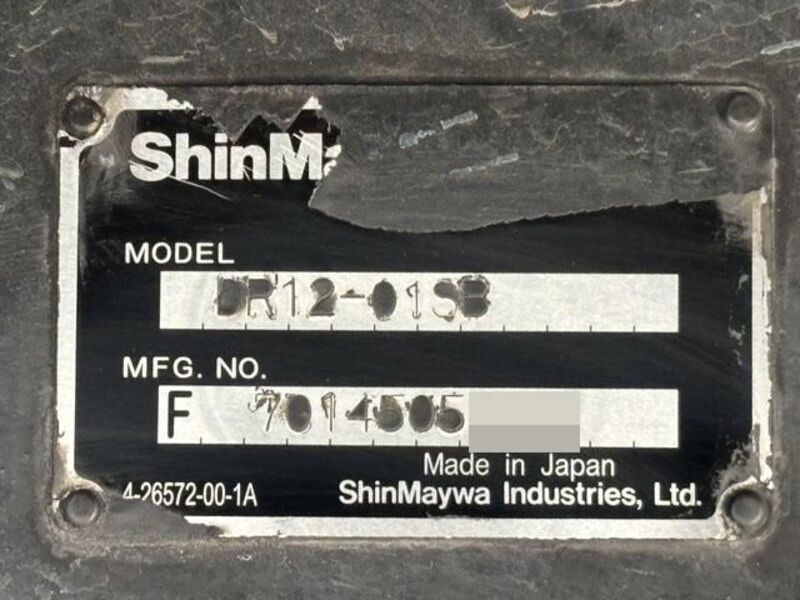 ShinM
MODEL
DR12-01SB
MFG. NO.
F 7014505
Made in Japan
4-26572-00-1A
ShinMaywa Industries, Ltd.